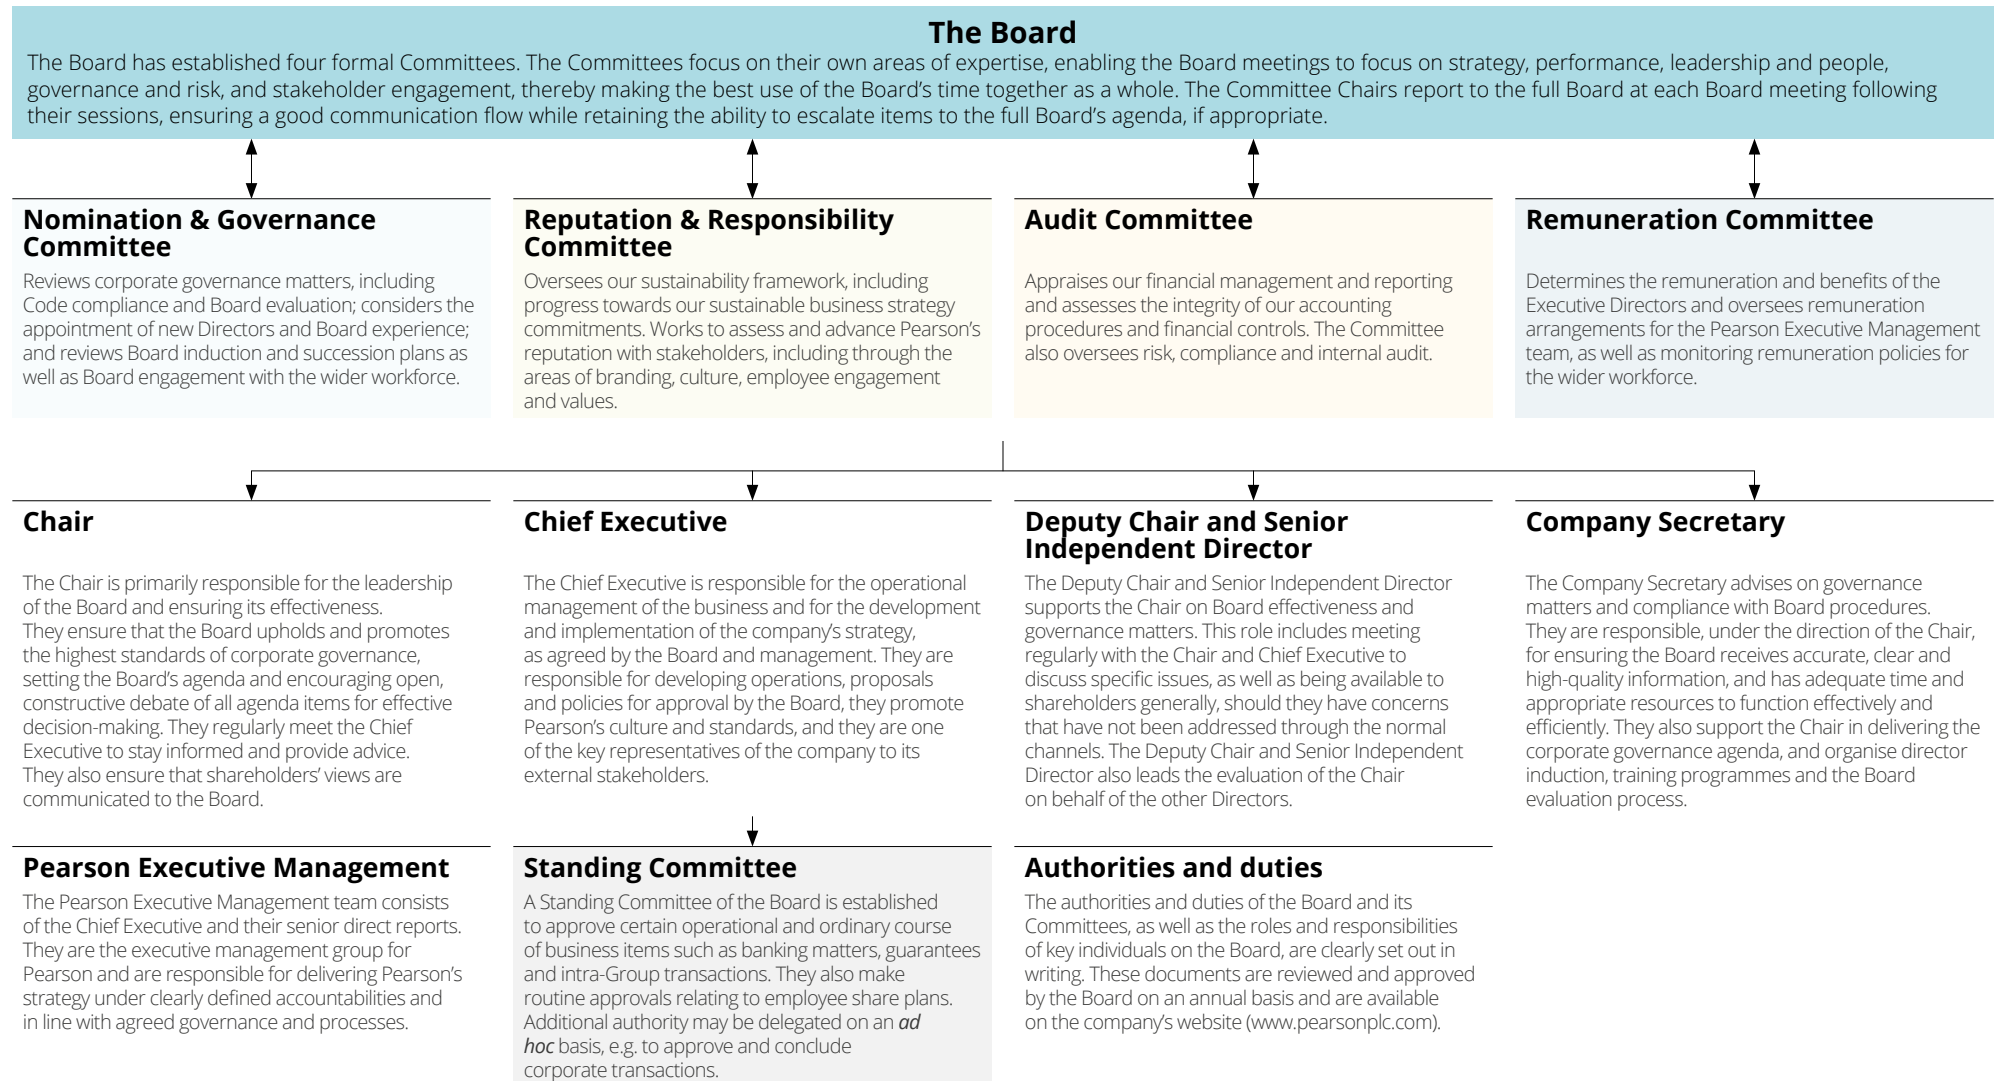 The Board
The Board has established four formal Committees. The Committees focus on their own areas of expertise, enabling the Board meetings to focus on strategy, performance, leadership and people,
governance and risk, and stakeholder engagement, thereby making the best use of the Board’s time together as a whole. The Committee Chairs report to the full Board at each Board meeting following
their sessions, ensuring a good communication flow while retaining the ability to escalate items to the full Board’s agenda, if appropriate.
Nomination & Governance
Committee
Reviews corporate governance matters, including
Code compliance and Board evaluation; considers the
appointment of new Directors and Board experience;
and reviews Board induction and succession plans as
well as Board engagement with the wider workforce.
Reputation & Responsibility
Committee
Oversees our sustainability framework, including
progress towards our sustainable business strategy
commitments. Works to assess and advance Pearson’s
reputation with stakeholders, including through the
areas of branding, culture, employee engagement
and values.
Audit Committee
Appraises our financial management and reporting
and assesses the integrity of our accounting
procedures and financial controls. The Committee
also oversees risk, compliance and internal audit.
Remuneration Committee
Determines the remuneration and benefits of the
Executive Directors and oversees remuneration
arrangements for the Pearson Executive Management
team, as well as monitoring remuneration policies for
the wider workforce.
Chair
The Chair is primarily responsible for the leadership
of the Board and ensuring its effectiveness.
They ensure that the Board upholds and promotes
the highest standards of corporate governance,
setting the Board’s agenda and encouraging open,
constructive debate of all agenda items for effective
decision-making. They regularly meet the Chief
Executive to stay informed and provide advice.
They also ensure that shareholders’ views are
communicated to the Board.
Chief Executive
The Chief Executive is responsible for the operational
management of the business and for the development
and implementation of the company’s strategy,
as agreed by the Board and management. They are
responsible for developing operations, proposals
and policies for approval by the Board, they promote
Pearson’s culture and standards, and they are one
of the key representatives of the company to its
external stakeholders.
Deputy Chair and Senior
Independent Director
The Deputy Chair and Senior Independent Director
supports the Chair on Board effectiveness and
governance matters. This role includes meeting
regularly with the Chair and Chief Executive to
discuss specific issues, as well as being available to
shareholders generally, should they have concerns
that have not been addressed through the normal
channels. The Deputy Chair and Senior Independent
Director also leads the evaluation of the Chair
on behalf of the other Directors.
Company Secretary
The Company Secretary advises on governance
matters and compliance with Board procedures.
They are responsible, under the direction of the Chair,
for ensuring the Board receives accurate, clear and
high-quality information, and has adequate time and
appropriate resources to function effectively and
efficiently. They also support the Chair in delivering the
corporate governance agenda, and organise director
induction, training programmes and the Board
evaluation process.
Pearson Executive Management
The Pearson Executive Management team consists
of the Chief Executive and their senior direct reports.
They are the executive management group for
Pearson and are responsible for delivering Pearson’s
strategy under clearly defined accountabilities and
in line with agreed governance and processes.
Standing Committee
A Standing Committee of the Board is established
to approve certain operational and ordinary course
of business items such as banking matters, guarantees
and intra-Group transactions. They also make
routine approvals relating to employee share plans.
Additional authority may be delegated on an ad
hoc basis, e.g. to approve and conclude
corporate transactions.
Authorities and duties
The authorities and duties of the Board and its
Committees, as well as the roles and responsibilities
of key individuals on the Board, are clearly set out in
writing. These documents are reviewed and approved
by the Board on an annual basis and are available
on the company’s website (www.pearsonplc.com).